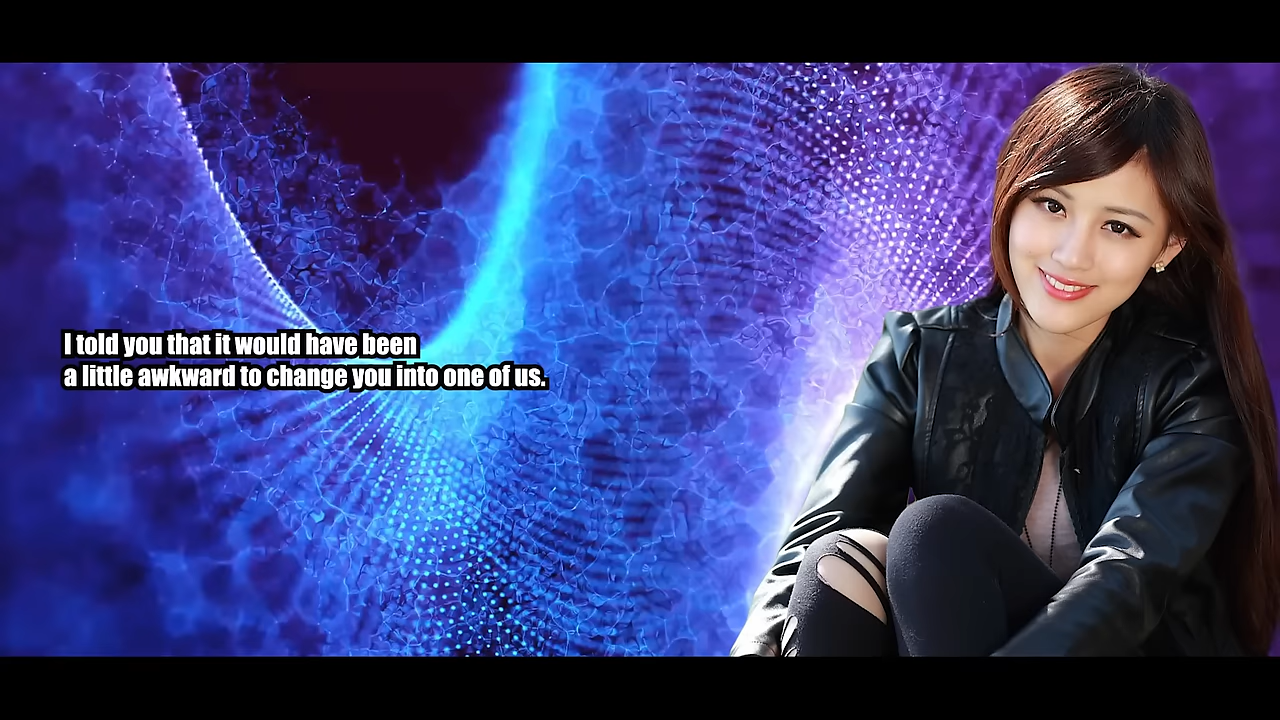 I told you that it would have been
a little awkward to change you into one of us.